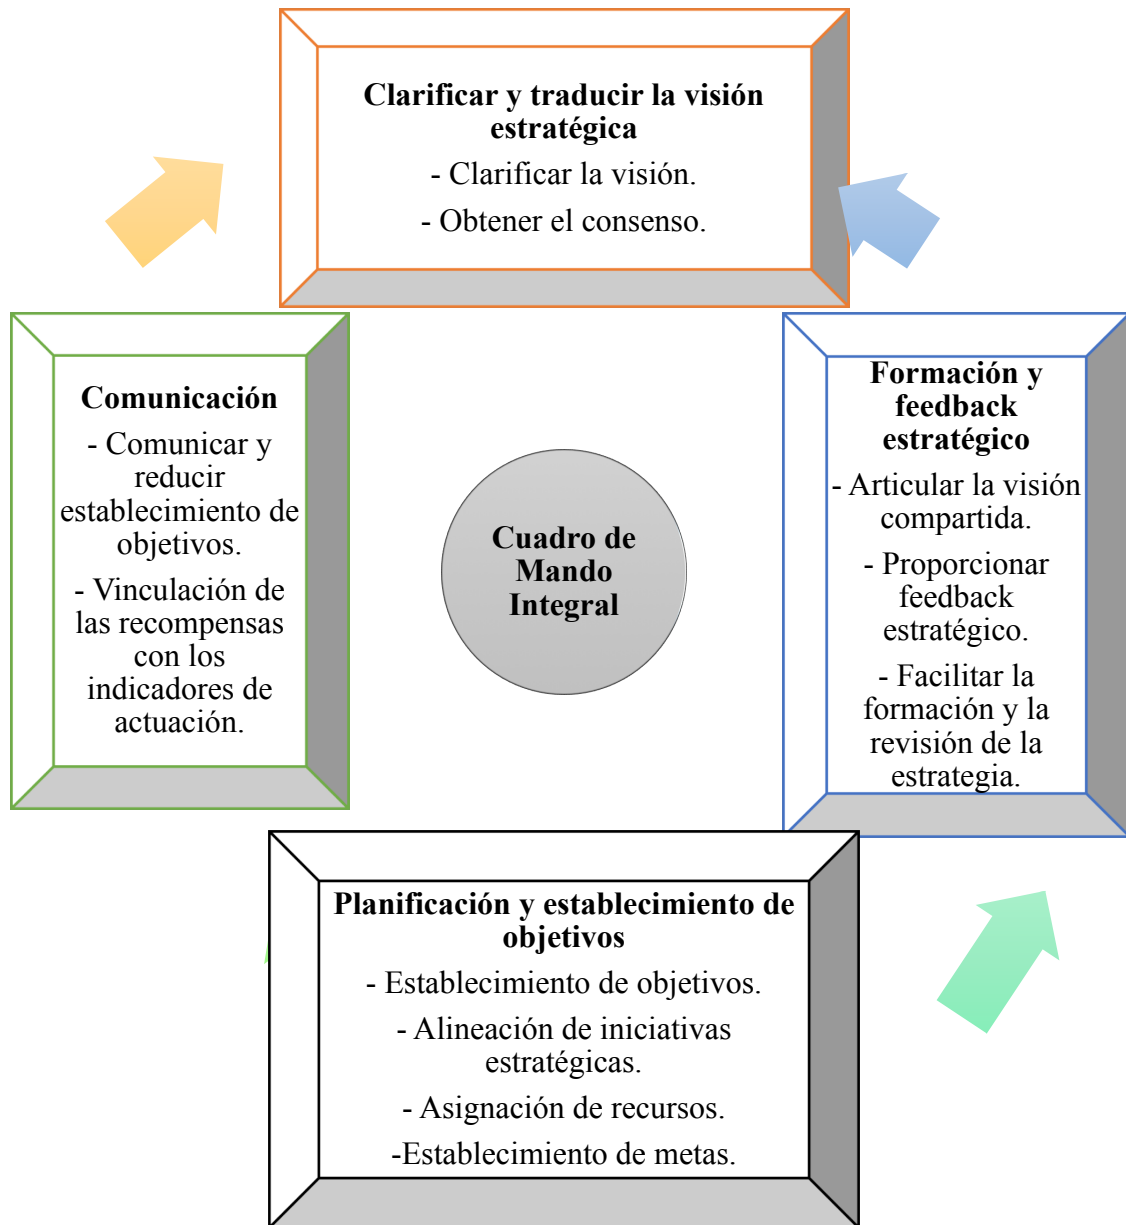 Clarificar y traducir la visión
estratégica
- Clarificar la visión.
- Obtener el consenso.
Comunicación
- Comunicar y
reducir
establecimiento de
objetivos.
- Vinculación de
las recompensas
con los
indicadores de
actuación.
Cuadro de
Mando
Integral
Formación y
feedback
estratégico
- Articular la visión
compartida.
- Proporcionar
feedback
estratégico.
- Facilitar la
formación y la
revisión de la
estrategia.
Planificación y establecimiento de
objetivos
- Establecimiento de objetivos.
- Alineación de iniciativas
estratégicas.
- Asignación de recursos.
-Establecimiento de metas.